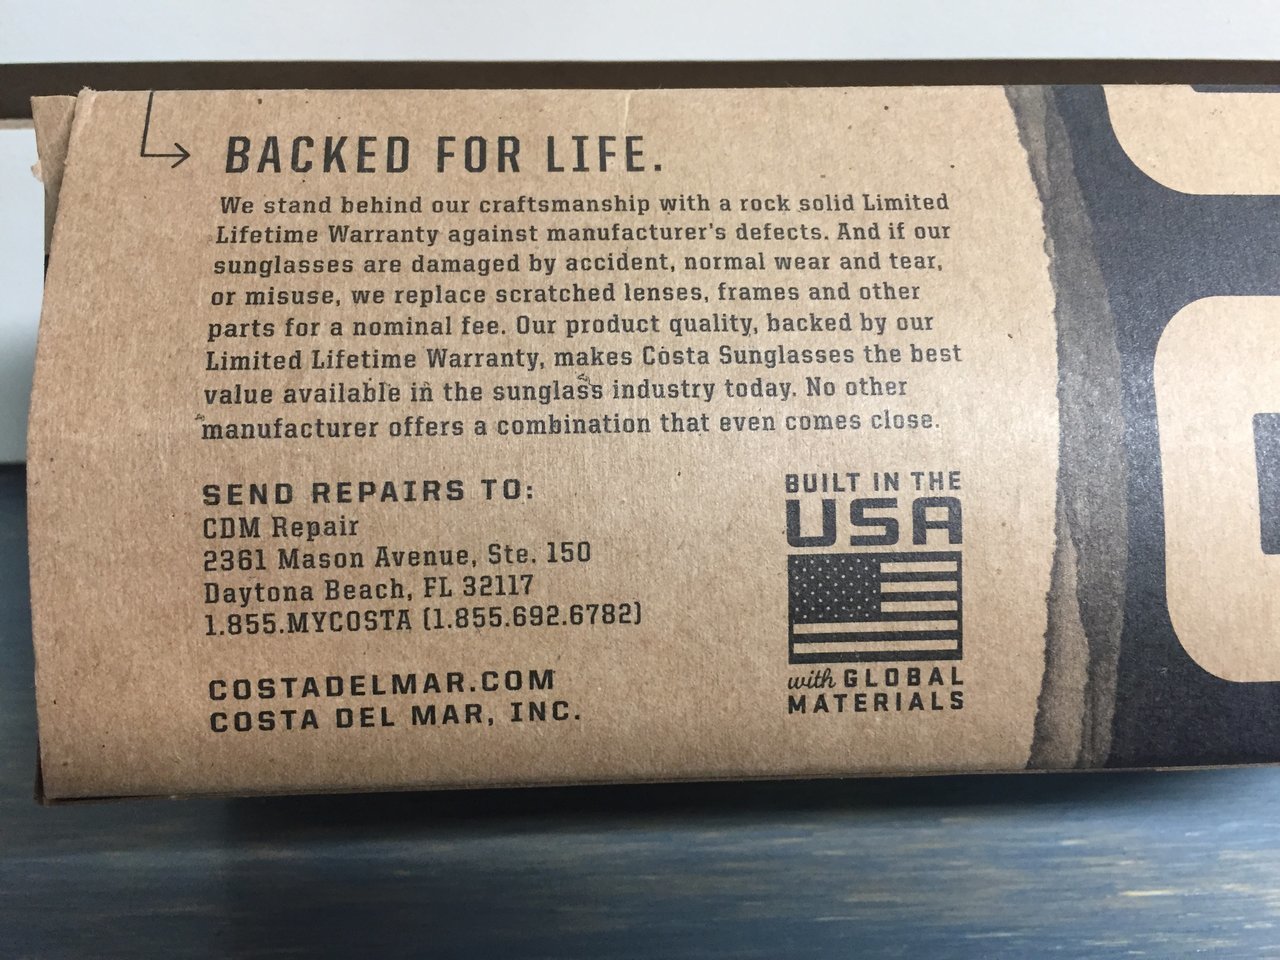 BACKED FOR LIFE.
We stand behind our craftsmanship with a rock solid Limited
Lifetime Warranty against manufacturer's defects. And if our
sunglasses are damaged by accident, normal wear and tear,
or misuse, we replace scratched lenses, frames and other
parts for a nominal fee. Our product quality, backed by our
Limited Lifetime Warranty, makes Costa Sunglasses the best
value available in the sunglass industry today. No other
manufacturer offers a combination that even comes close.
SEND REPAIRS TO:
CDM Repair
2361 Mason Avenue, Ste. 150
Daytona Beach, FL 32117
1.855.MYCOSTA (1.855.692.6782)
COSTADELMAR.COM
COSTA DEL MAR, INC.
BUILT IN THE
USA
with GLOBAL
MATERIALS